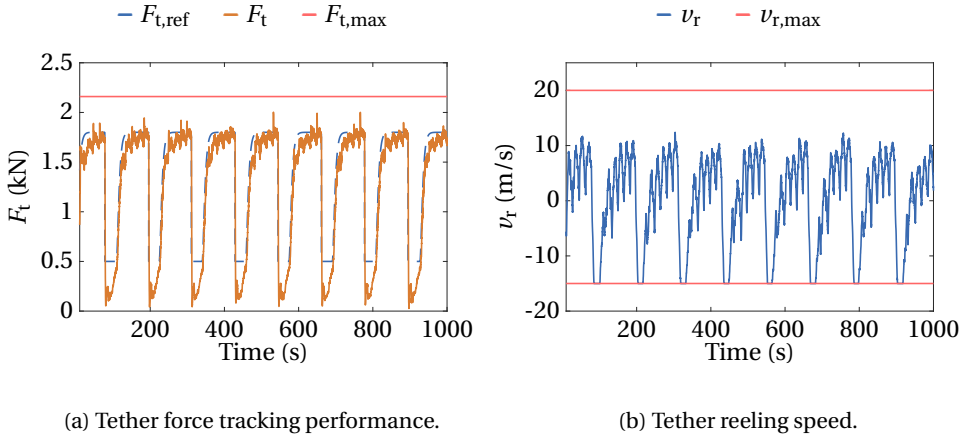 F_t,ref F_t F_t,max
2.5
2
1.5
1
0.5
0
F_t (kN)
200 400 600 800 1000
Time (s)
(a) Tether force tracking performance.
v_r v_r,max
20
10
0
-10
-20
v_r (m/s)
200 400 600 800 1000
Time (s)
(b) Tether reeling speed.